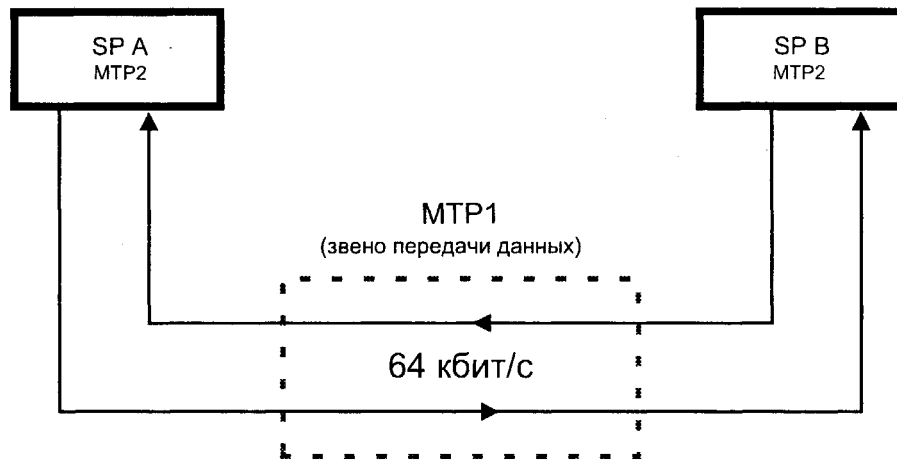 SP A
MTP2
SP B
MTP2
MTP1
(звено передачи данных)
64 кбит/с